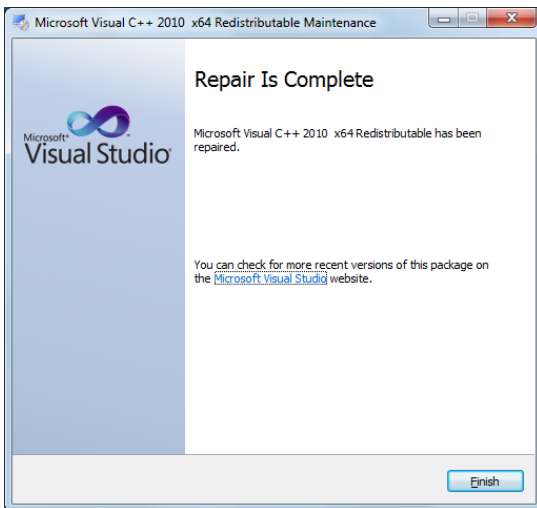 Microsoft Visual C++ 2010  x64 Redistributable Maintenance
Repair Is Complete
Microsoft Visual C++ 2010  x64 Redistributable has been
repaired.
Microsoft®
Visual Studio®
You can check for more recent versions of this package on
the Microsoft Visual Studio website.
Finish